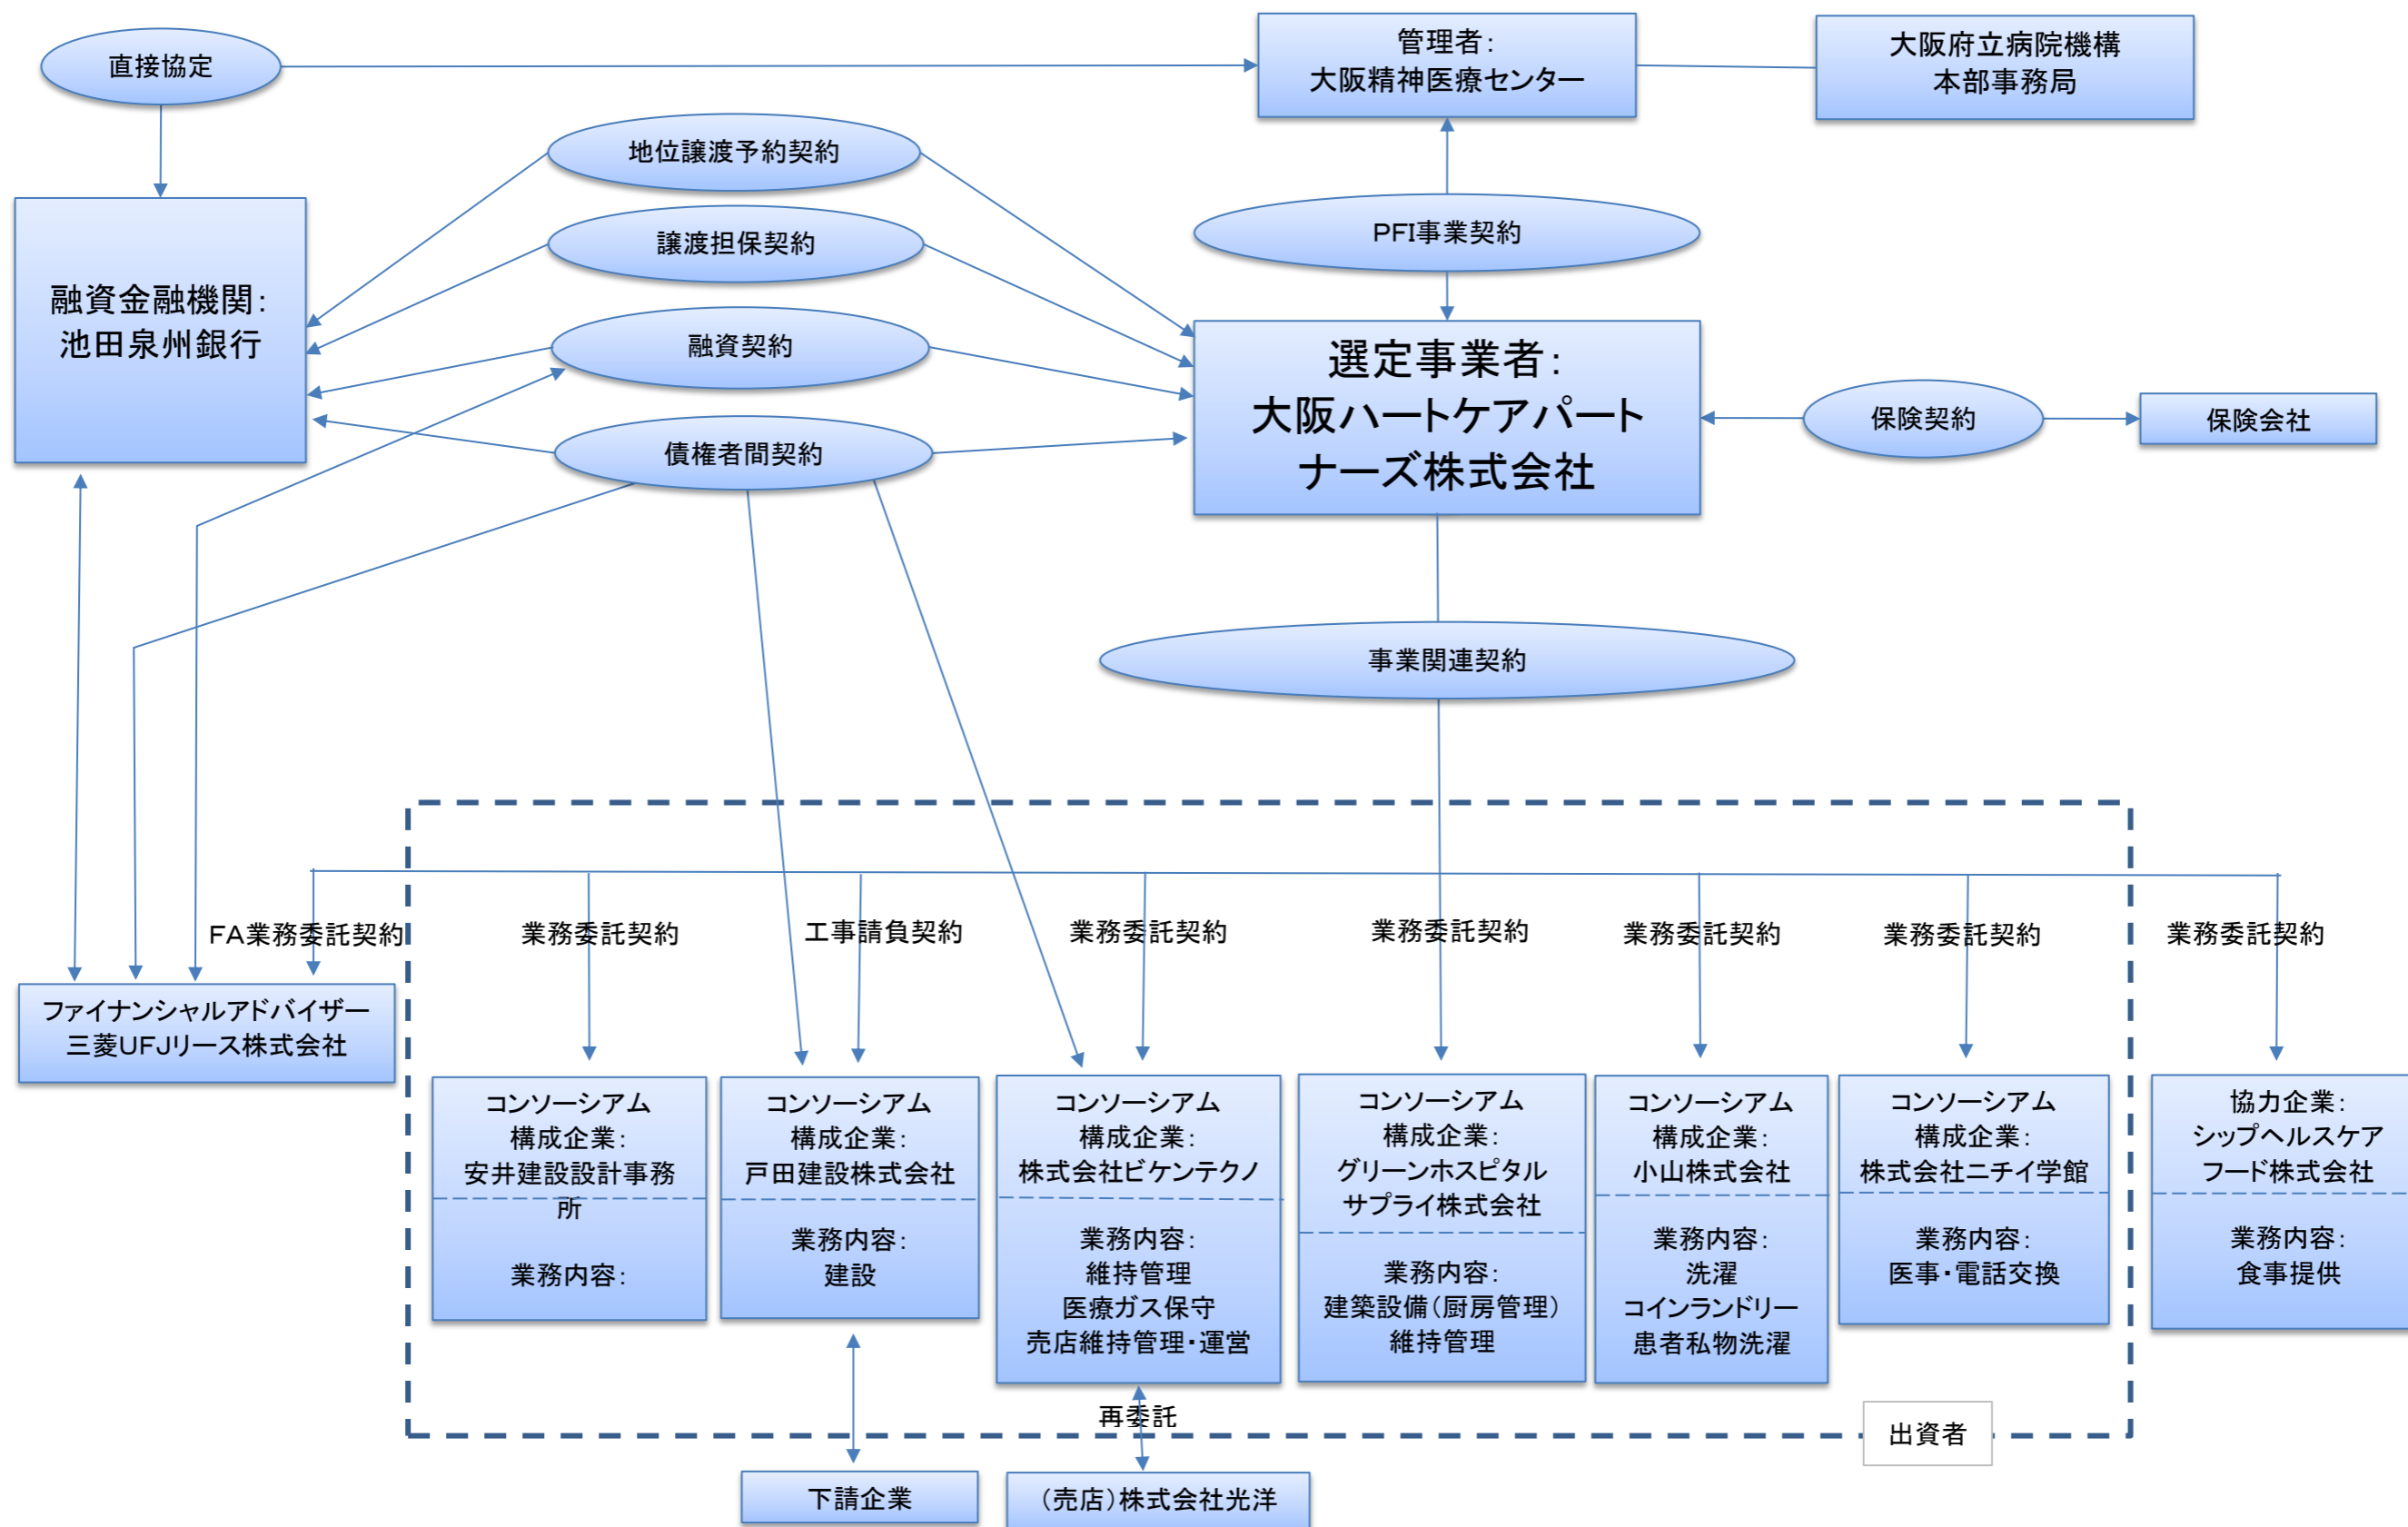 直接協定
管理者：
大阪精神医療センター
大阪府立病院機構
本部事務局
地位譲渡予約契約
譲渡担保契約
融資契約
債権者間契約
PFI事業契約
融資金融機関：
池田泉州銀行
選定事業者：
大阪ハートケアパート
ナーズ株式会社
保険契約
保険会社
事業関連契約
FA業務委託契約
業務委託契約
工事請負契約
業務委託契約
業務委託契約
業務委託契約
業務委託契約
業務委託契約
ファイナンシャルアドバイザー
三菱UFJリース株式会社
コンソーシアム
構成企業：
安井建設設計事務
所
業務内容：
コンソーシアム
構成企業：
戸田建設株式会社
業務内容：
建設
コンソーシアム
構成企業：
株式会社ビケンテクノ
業務内容：
維持管理
医療ガス保守
売店維持管理・運営
コンソーシアム
構成企業：
グリーンホスピタル
サプライ株式会社
業務内容：
建築設備（厨房管理）
維持管理
コンソーシアム
構成企業：
小山株式会社
業務内容：
洗濯
コインランドリー
患者私物洗濯
コンソーシアム
構成企業：
株式会社ニチイ学館
業務内容：
医事・電話交換
協力企業：
シップヘルスケア
フード株式会社
業務内容：
食事提供
再委託
出資者
下請企業
（売店）株式会社光洋